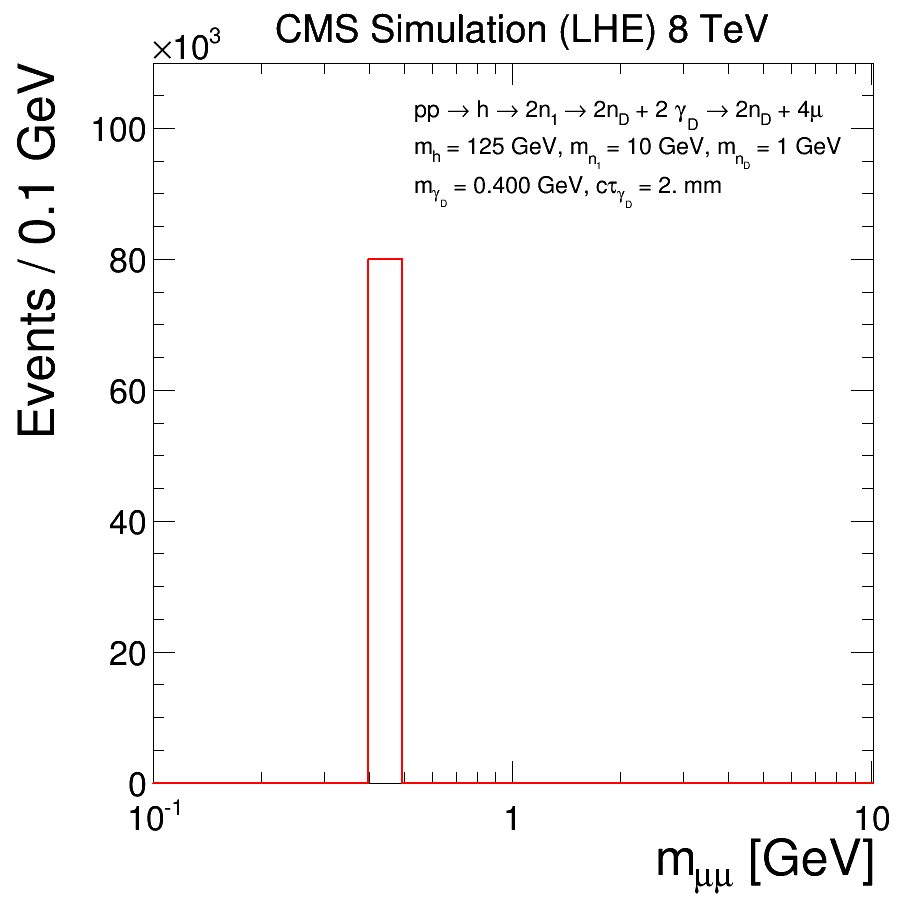 CMS Simulation (LHE) 8 TeV
×10³
Events / 0.1 GeV
pp → h → 2n₁ → 2n_D + 2 γ_D → 2n_D + 4μ
m_h = 125 GeV, m_n₁ = 10 GeV, m_n_D = 1 GeV
m_γ_D = 0.400 GeV, cτ_γ_D = 2. mm
100
80
60
40
20
0
10⁻¹ 1 10
m_μμ [GeV]